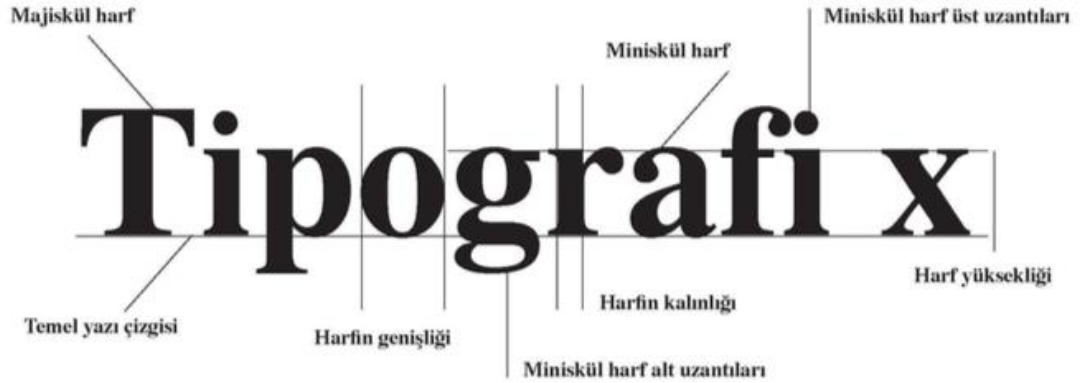 Majiskül harf
Miniskül harf üst uzantıları
Miniskül harf
Tipografi x
Harf yüksekliği
Harfin kalınlığı
Temel yazı çizgisi
Harfin genişliği
Miniskül harf alt uzantıları